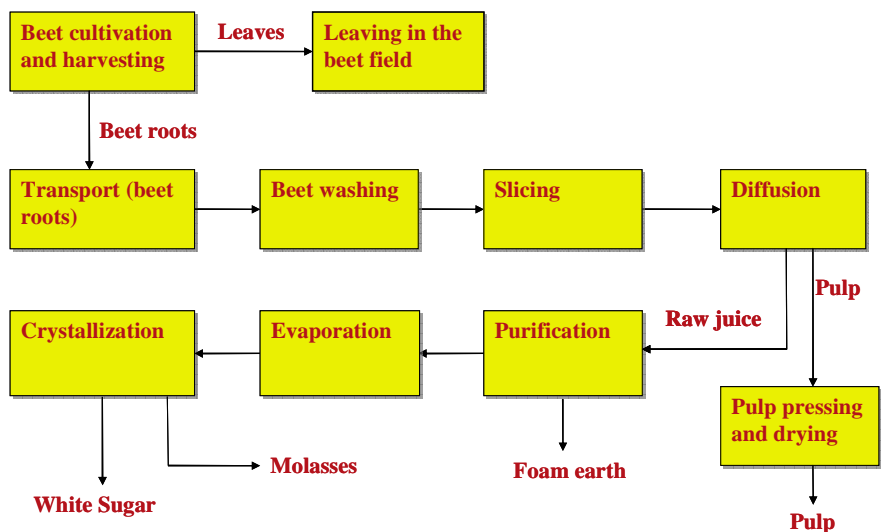 Beet cultivation
and harvesting
Leaves
Leaving in the
beet field
Beet roots
Transport (beet
roots)
Beet washing
Slicing
Diffusion
Pulp
Raw juice
Crystallization
Evaporation
Purification
Pulp pressing
and drying
Molasses
Foam earth
White Sugar
Pulp